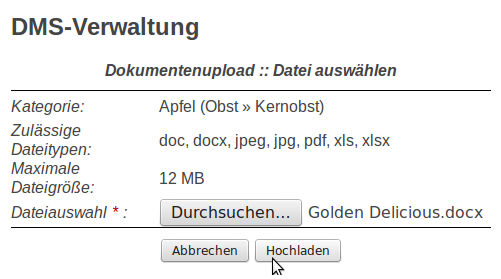 DMS-Verwaltung
Dokumentenupload :: Datei auswählen
Kategorie: Apfel (Obst » Kernobst)
Zulässige
Dateitypen: doc, docx, jpeg, jpg, pdf, xls, xlsx
Maximale
Dateigröße: 12 MB
Dateiauswahl * : Durchsuchen... Golden Delicious.docx
Abbrechen Hochladen